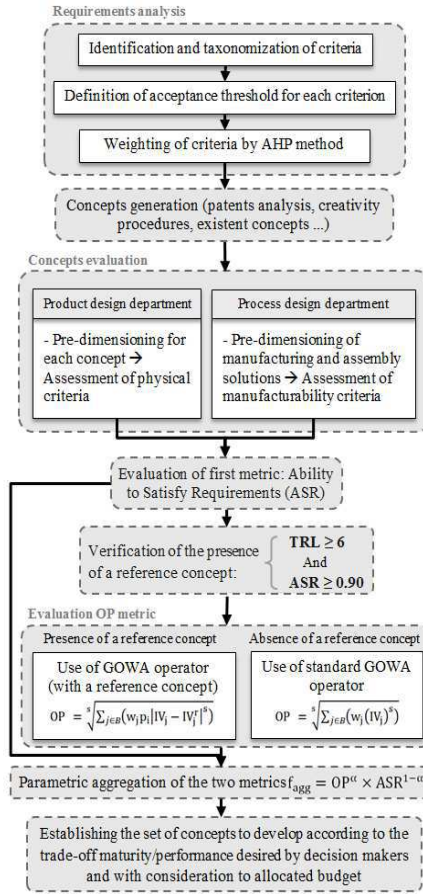 Requirements analysis
Identification and taxonomization of criteria
Definition of acceptance threshold for each criterion
Weighting of criteria by AHP method
Concepts generation (patents analysis, creativity
procedures, existent concepts ...)
Concepts evaluation
Product design department
- Pre-dimensioning for
each concept →
Assessment of physical
criteria
Process design department
- Pre-dimensioning of
manufacturing and assembly
solutions → Assessment of
manufacturability criteria
Evaluation of first metric: Ability
to Satisfy Requirements (ASR)
Verification of the presence
of a reference concept:
TRL ≥ 6
And
ASR ≥ 0.90
Evaluation OP metric
Presence of a reference concept
Use of GOWA operator
(with a reference concept)
OP = ˢ√∑ⱼ∈B(wⱼpᵢ|IVⱼ − IVⱼʳ|ˢ)
Absence of a reference concept
Use of standard GOWA
operator
OP = ˢ√∑ⱼ∈B(wⱼ(IVⱼ)ˢ)
Parametric aggregation of the two metrics f_agg = OP^α × ASR^1−α
Establishing the set of concepts to develop according to the
trade-off maturity/performance desired by decision makers
and with consideration to allocated budget